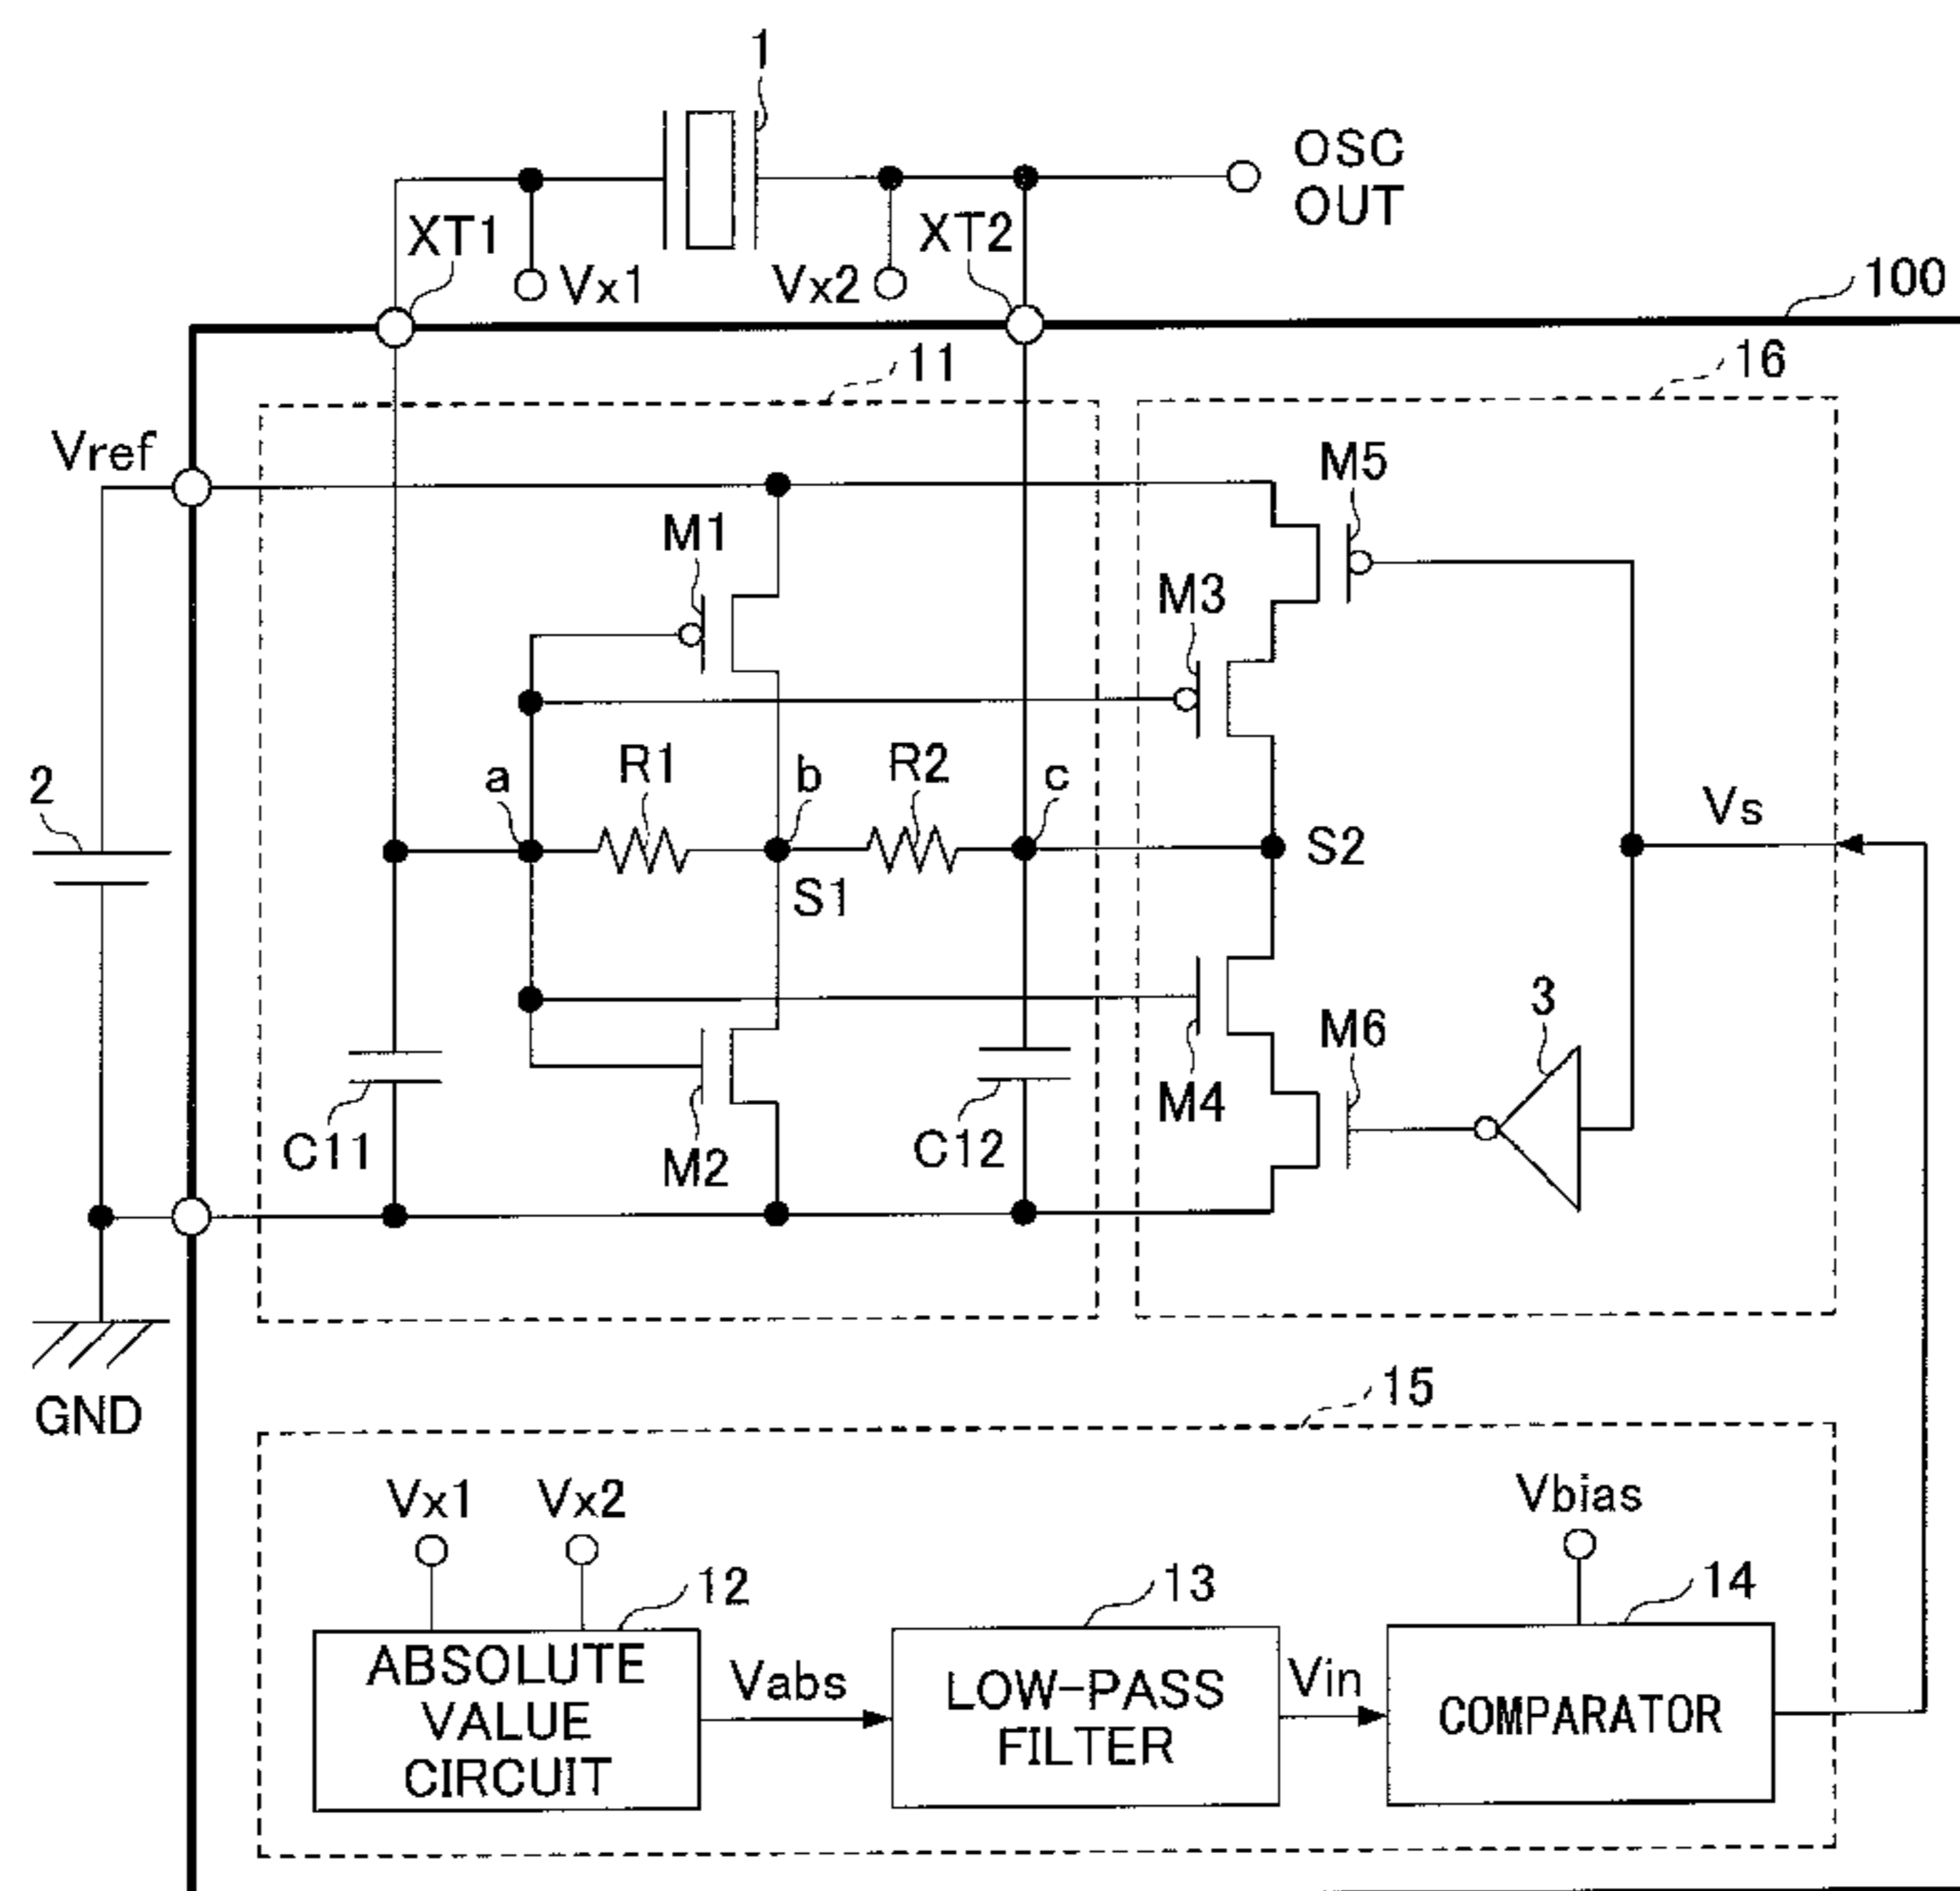 1
OSC
OUT
XT1
XT2
Vx1
Vx2
100
11
16
Vref
M5
M1
M3
2
a
R1
b
R2
c
Vs
S1
S2
3
M6
C11
M2
C12
M4
GND
15
Vx1
Vx2
Vbias
12
13
14
ABSOLUTE
VALUE
CIRCUIT
Vabs
LOW-PASS
FILTER
Vin
COMPARATOR